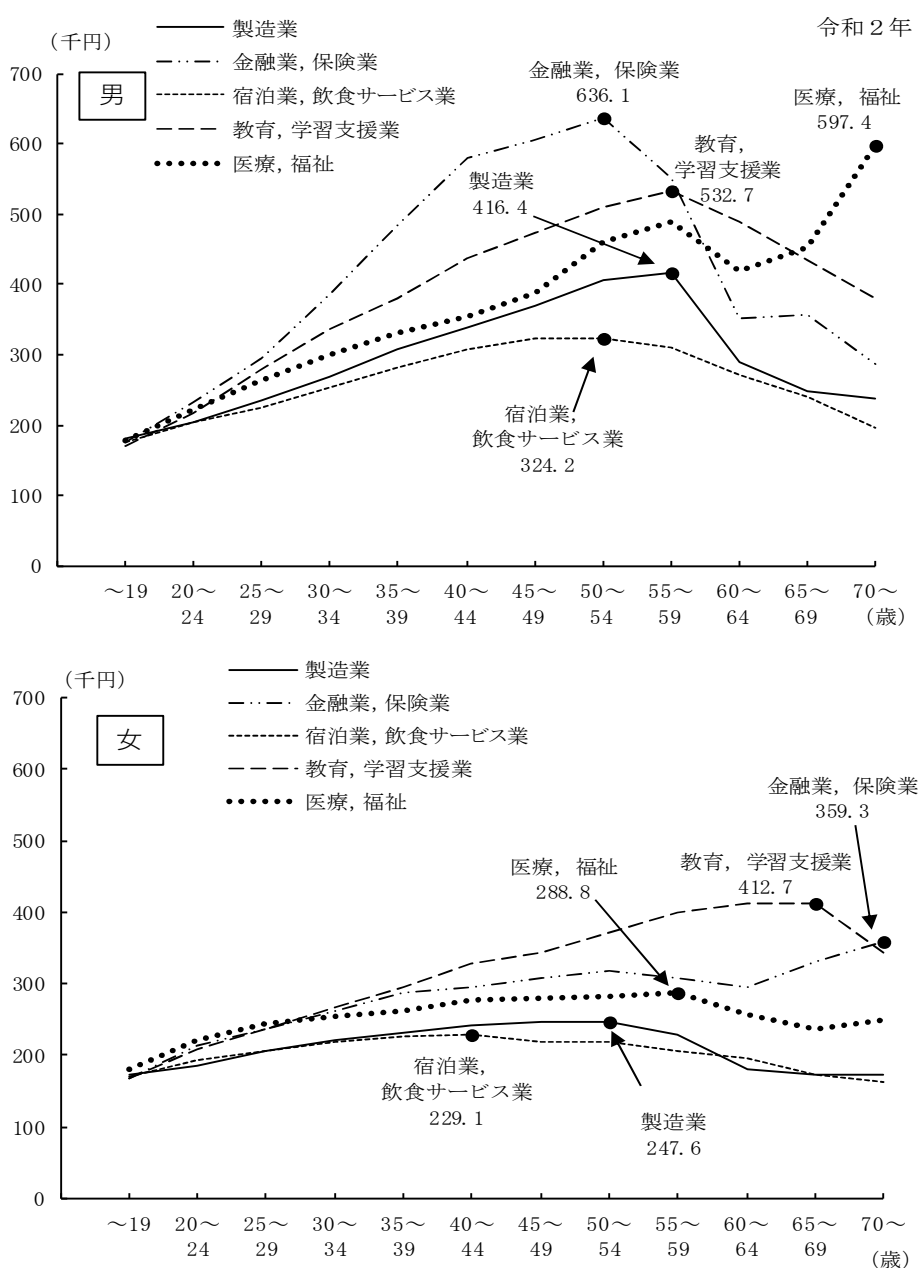 令和２年
（千円）
男
製造業
金融業，保険業
宿泊業，飲食サービス業
教育，学習支援業
医療，福祉
700
600
500
400
300
200
100
0
金融業，保険業
636.1
医療，福祉
597.4
教育，
学習支援業
532.7
製造業
416.4
宿泊業，
飲食サービス業
324.2
～19 20～ 25～ 30～ 35～ 40～ 45～ 50～ 55～ 60～ 65～ 70～
24 29 34 39 44 49 54 59 64 69 （歳）
（千円）
女
製造業
金融業，保険業
宿泊業，飲食サービス業
教育，学習支援業
医療，福祉
700
600
500
400
300
200
100
0
金融業，保険業
359.3
教育，学習支援業
412.7
医療，福祉
288.8
宿泊業，
飲食サービス業
229.1
製造業
247.6
～19 20～ 25～ 30～ 35～ 40～ 45～ 50～ 55～ 60～ 65～ 70～
24 29 34 39 44 49 54 59 64 69 （歳）